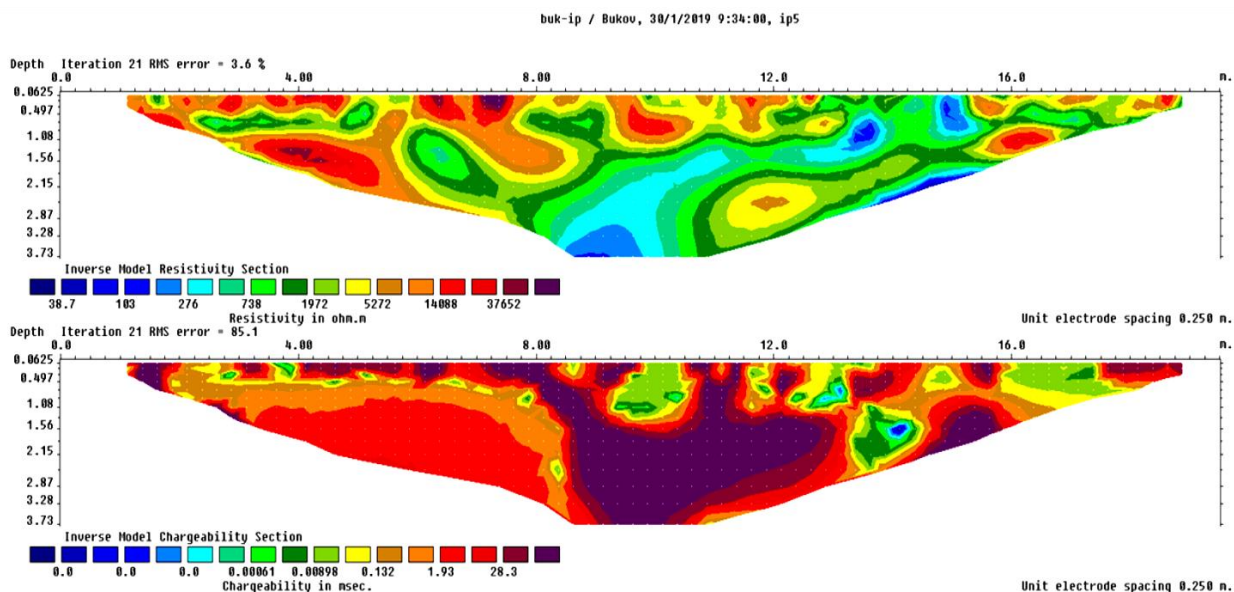 buk-ip / Bukov, 30/1/2019 9:34:00, ip5
Depth Iteration 21 RMS error = 3.6 %
0.0 4.00 8.00 12.0 16.0 m.
0.0625
0.497
1.08
1.56
2.15
2.87
3.28
3.73
Inverse Model Resistivity Section
38.7 103 276 738 1972 5272 14088 37652
Resistivity in ohm.m
Unit electrode spacing 0.250 m.
Depth Iteration 21 RMS error = 85.1
0.0 4.00 8.00 12.0 16.0 m.
0.0625
0.497
1.08
1.56
2.15
2.87
3.28
3.73
Inverse Model Chargeability Section
0.0 0.0 0.0 0.00061 0.00898 0.132 1.93 28.3
Chargeability in msec.
Unit electrode spacing 0.250 m.